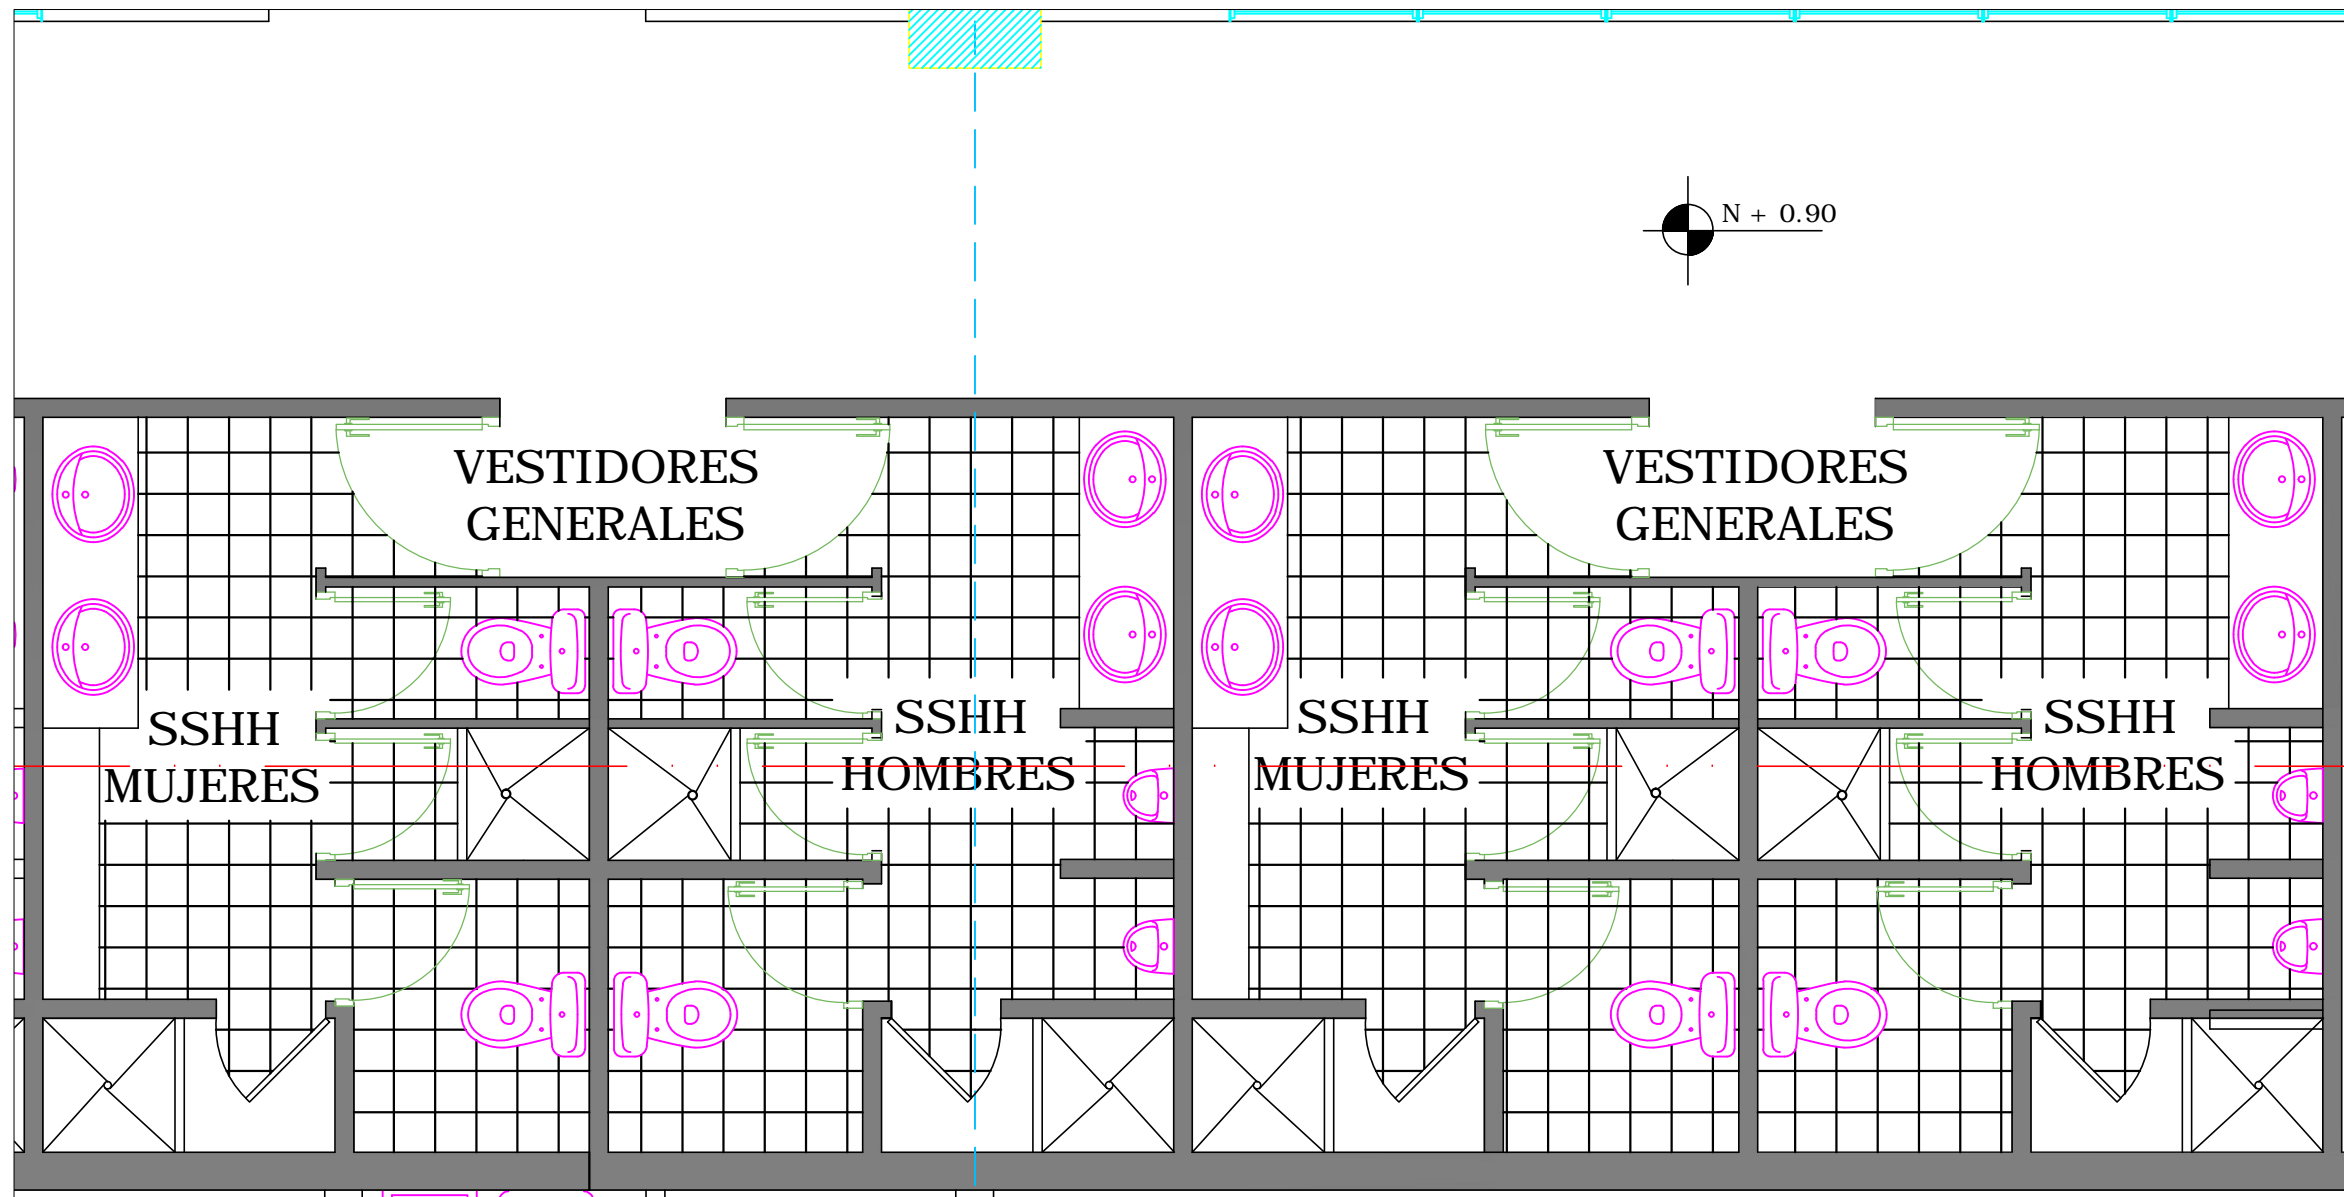 N + 0.90
VESTIDORES
GENERALES
VESTIDORES
GENERALES
SSHH
MUJERES
SSHH
HOMBRES
SSHH
MUJERES
SSHH
HOMBRES